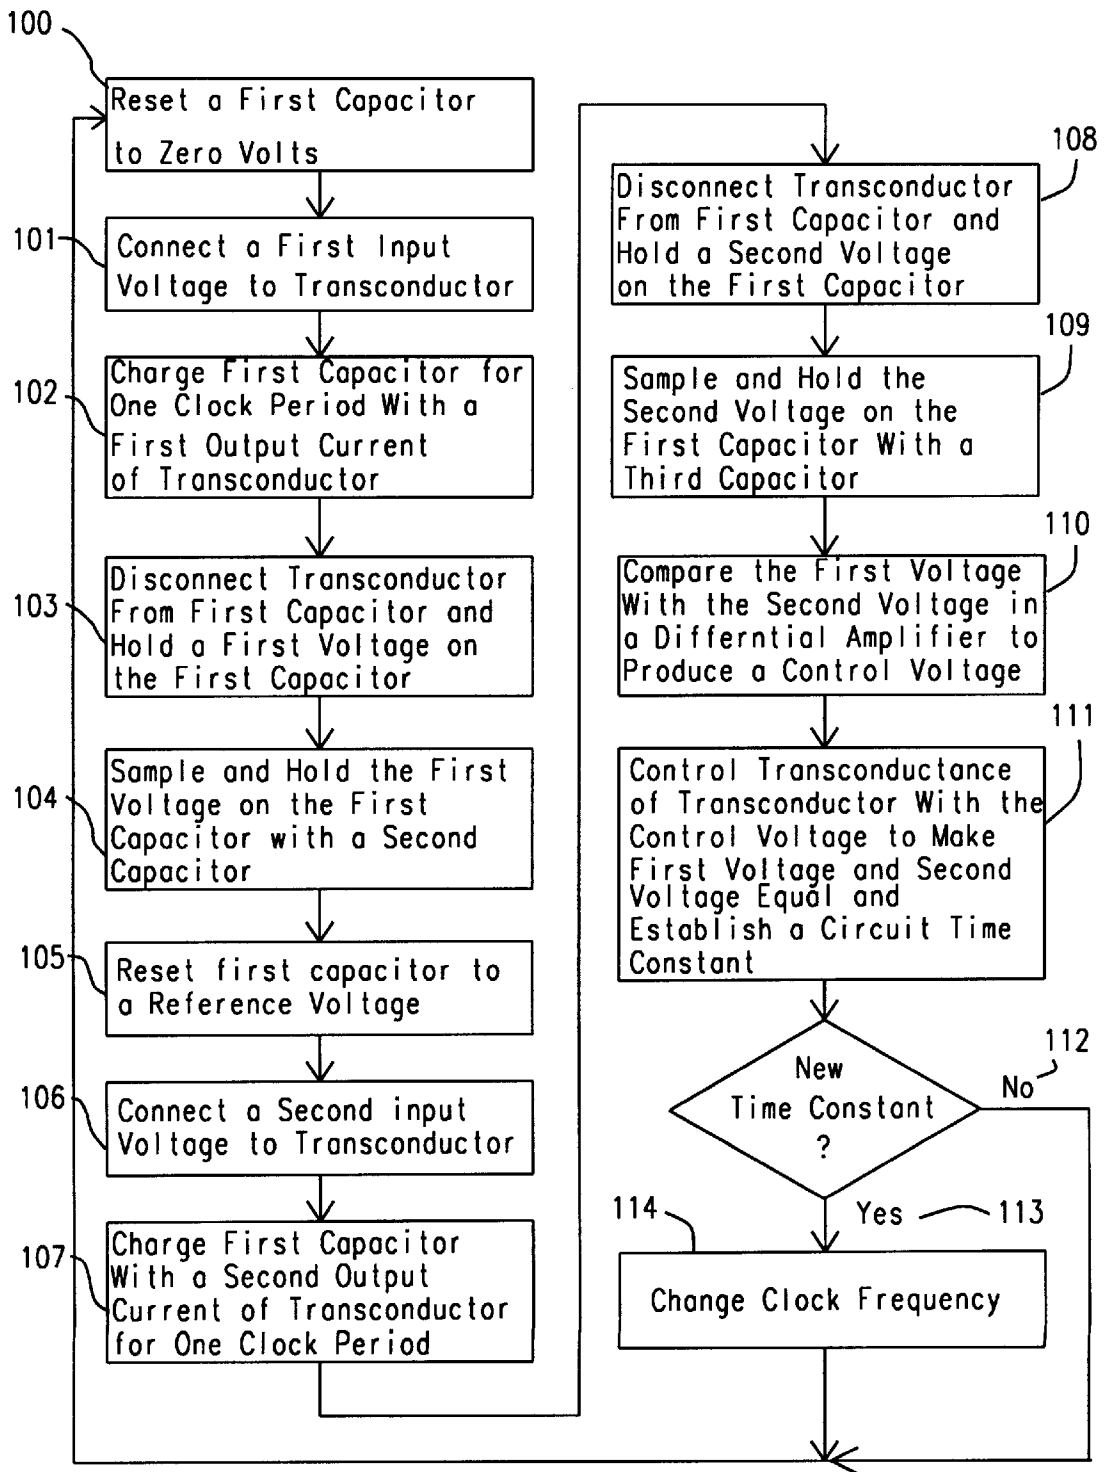 100
Reset a First Capacitor
to Zero Volts
101
Connect a First Input
Voltage to Transconductor
102
Charge First Capacitor for
One Clock Period With a
First Output Current
of Transconductor
103
Disconnect Transconductor
From First Capacitor and
Hold a First Voltage on
the First Capacitor
104
Sample and Hold the First
Voltage on the First
Capacitor with a Second
Capacitor
105
Reset first capacitor to
a Reference Voltage
106
Connect a Second input
Voltage to Transconductor
107
Charge First Capacitor
With a Second Output
Current of Transconductor
for One Clock Period
108
Disconnect Transconductor
From First Capacitor and
Hold a Second Voltage
on the First Capacitor
109
Sample and Hold the
Second Voltage on the
First Capacitor With a
Third Capacitor
110
Compare the First Voltage
With the Second Voltage in
a Differntial Amplifier to
Produce a Control Voltage
111
Control Transconductance
of Transconductor With the
Control Voltage to Make
First Voltage and Second
Voltage Equal and
Establish a Circuit Time
Constant
New
Time Constant
?
No
112
Yes
113
114
Change Clock Frequency